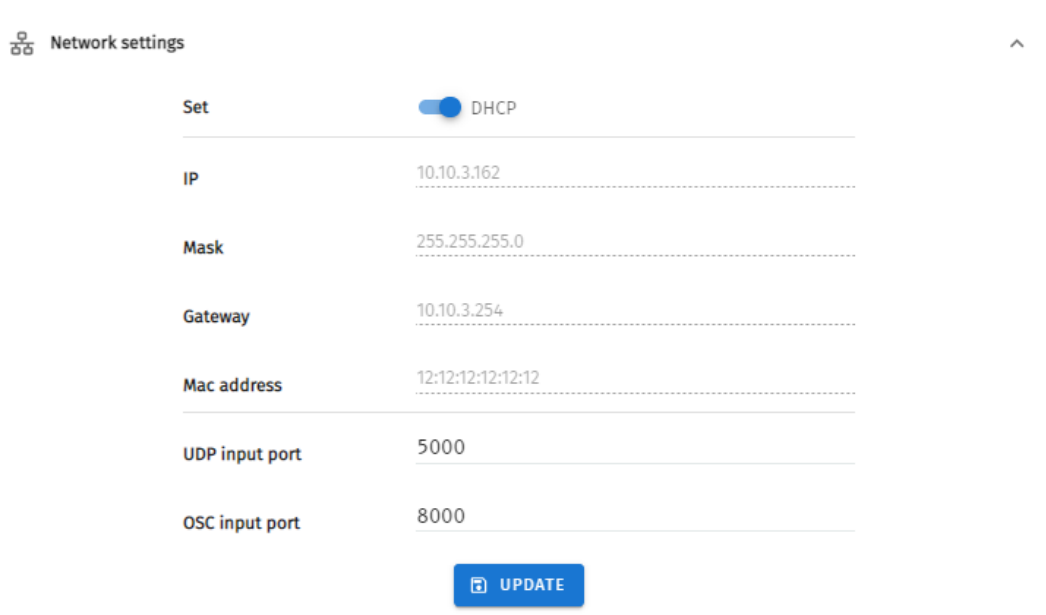 Network settings
Set DHCP
IP 10.10.3.162
Mask 255.255.255.0
Gateway 10.10.3.254
Mac address 12:12:12:12:12:12
UDP input port 5000
OSC input port 8000
UPDATE